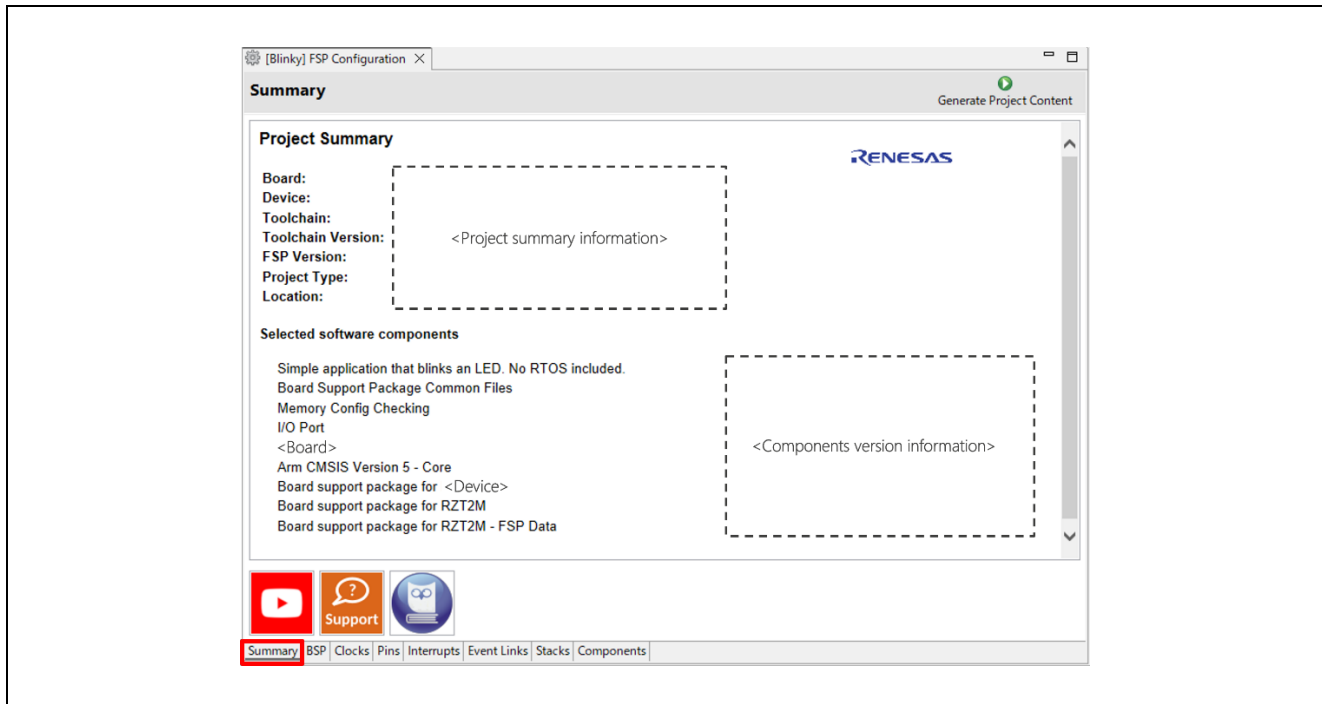 [Blinky] FSP Configuration
Summary
Generate Project Content
Project Summary
RENESAS
Board:
Device:
Toolchain:
Toolchain Version:
FSP Version:
Project Type:
Location:
<Project summary information>
Selected software components
Simple application that blinks an LED. No RTOS included.
Board Support Package Common Files
Memory Config Checking
I/O Port
<Board>
Arm CMSIS Version 5 - Core
Board support package for <Device>
Board support package for RZT2M
Board support package for RZT2M - FSP Data
<Components version information>
?
Support
Summary BSP Clocks Pins Interrupts Event Links Stacks Components